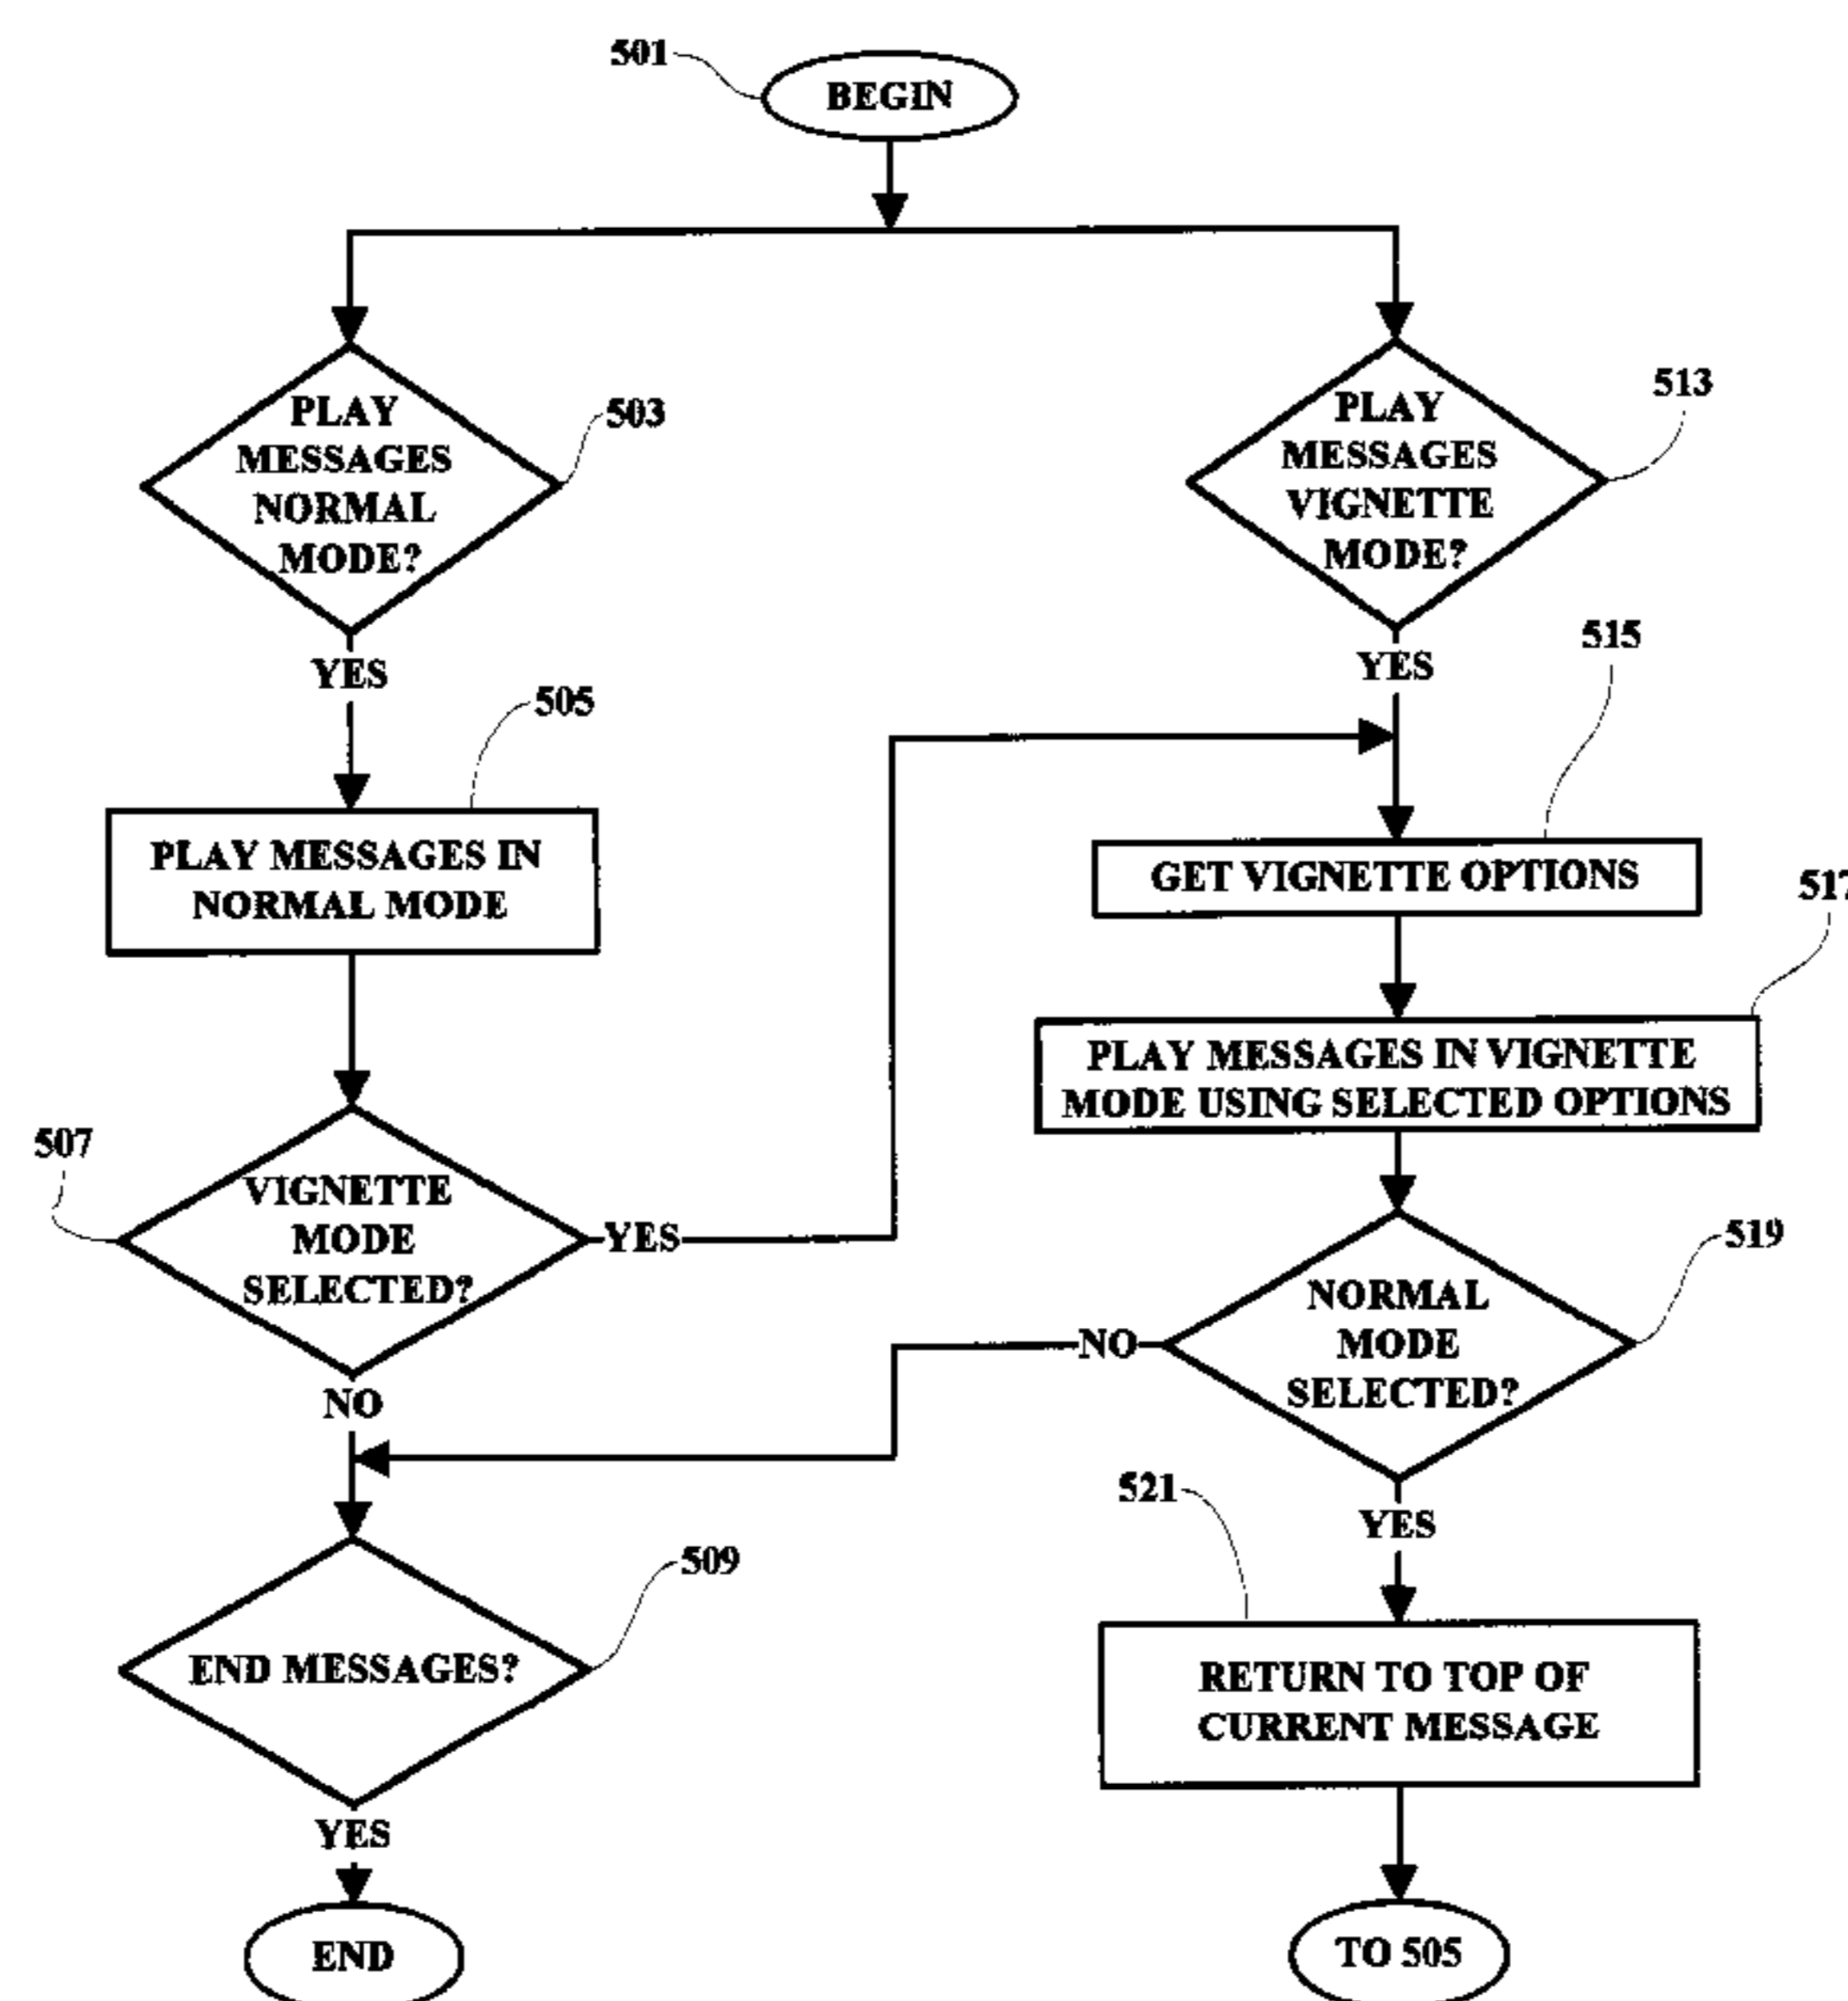 501
BEGIN
PLAY
MESSAGES
NORMAL
MODE?
503
PLAY
MESSAGES
VIGNETTE
MODE?
513
YES
YES
515
505
PLAY MESSAGES IN
NORMAL MODE
GET VIGNETTE OPTIONS
517
PLAY MESSAGES IN VIGNETTE
MODE USING SELECTED OPTIONS
507
VIGNETTE
MODE
SELECTED?
YES
519
NORMAL
MODE
SELECTED?
NO
NO
521
YES
509
END MESSAGES?
RETURN TO TOP OF
CURRENT MESSAGE
YES
END
TO 505